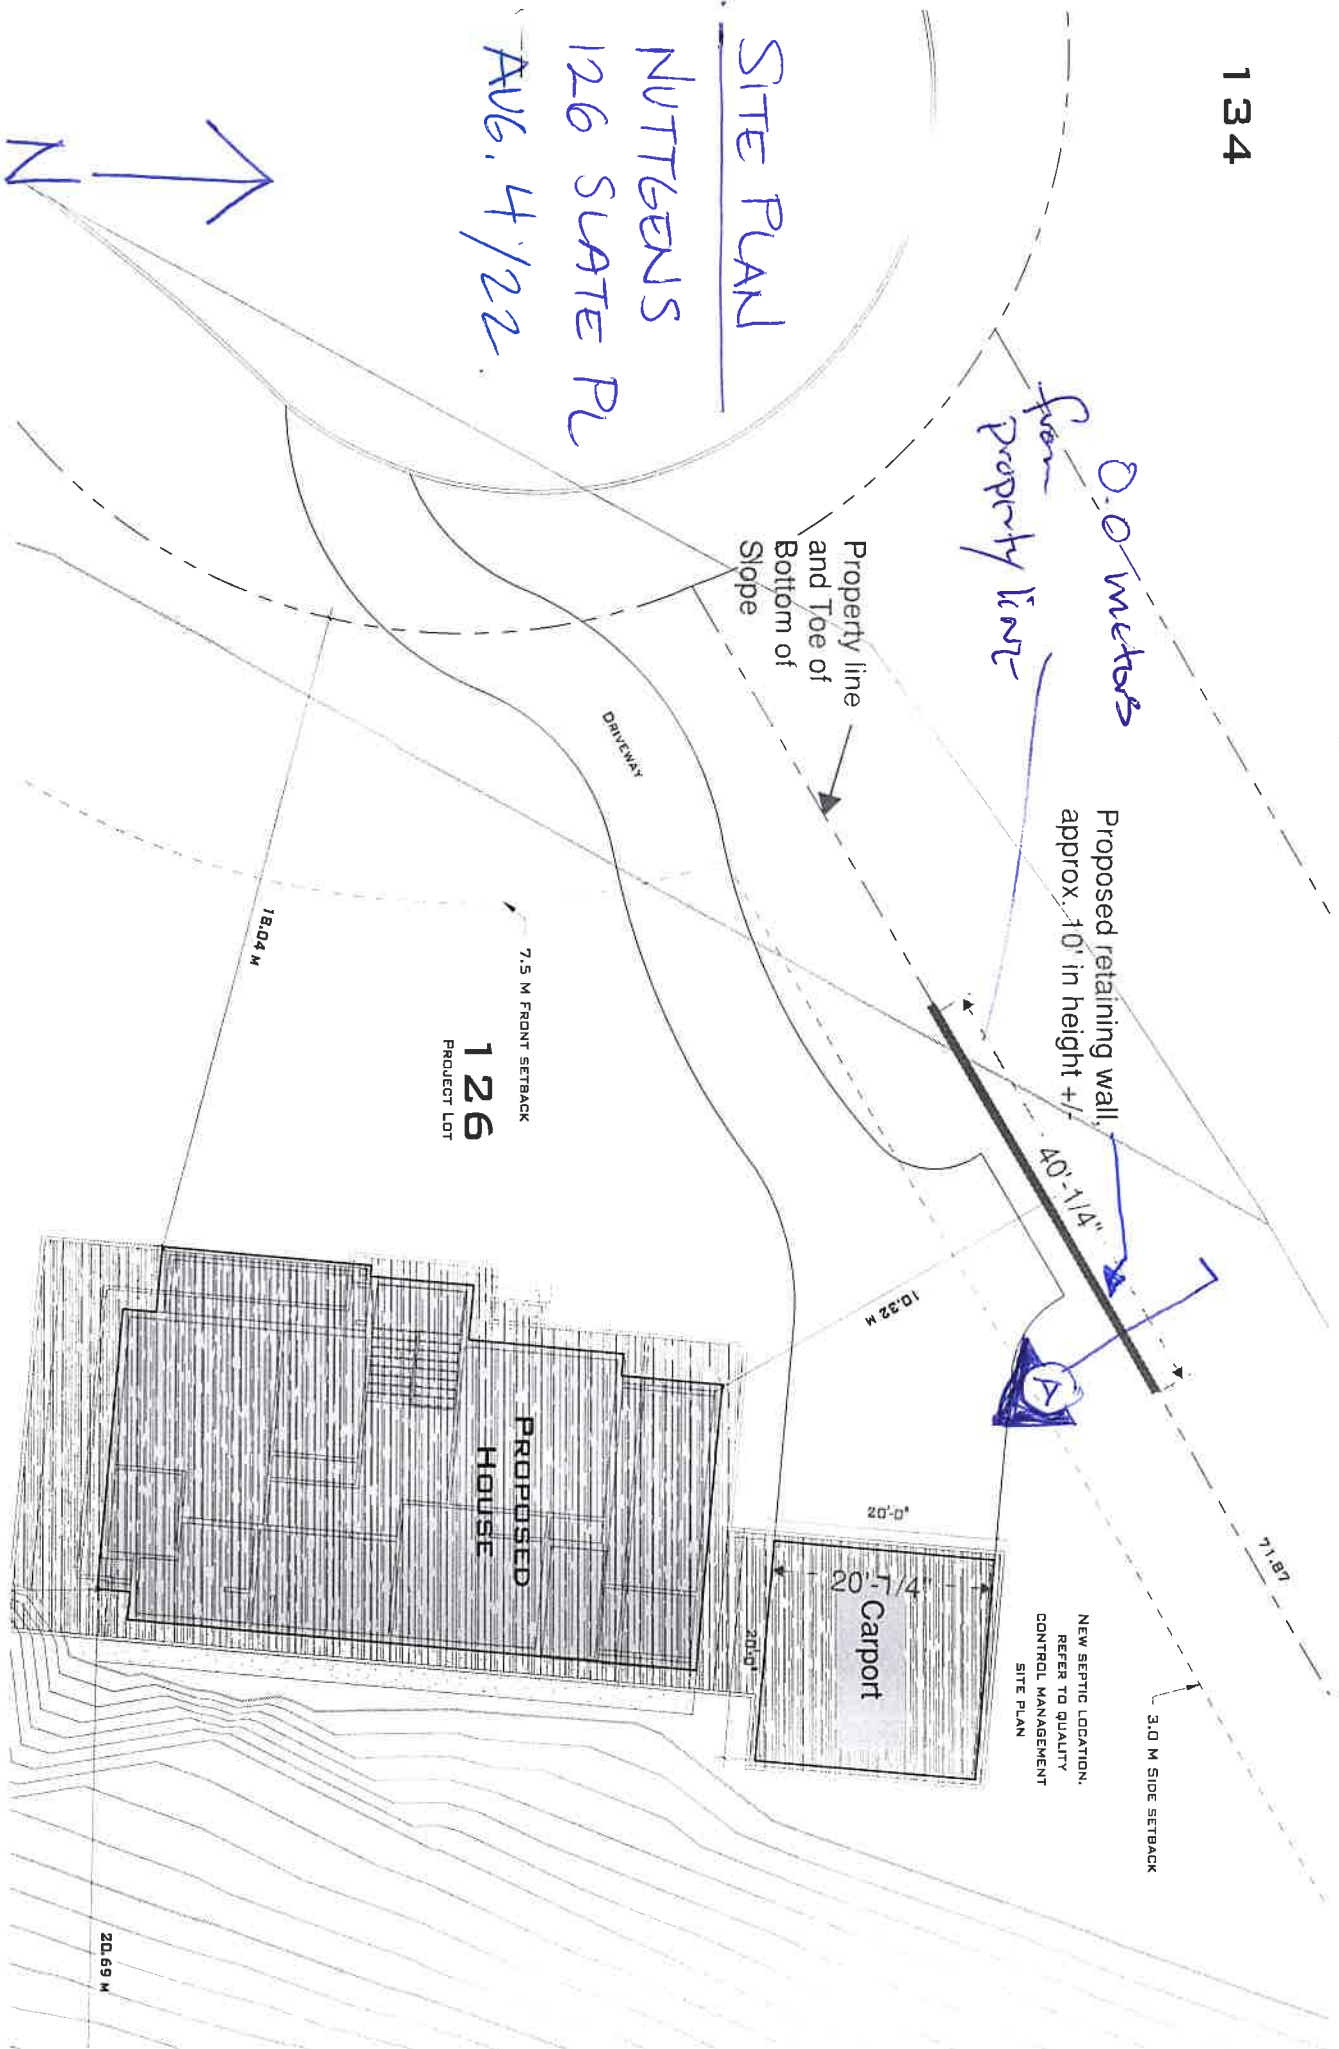 134
SITE PLAN
NUTTGENS
126 SLATE PL
AUG. 4/22.
N
0.0 meters
from
property line
Property line
and Toe of
Bottom of
Slope
Proposed retaining wall,
approx. 10' in height +/-
40'-1/4"
A
DRIVEWAY
18.04 M
7.5 M FRONT SETBACK
126
PROJECT LOT
10.32 M
71.87
3.0 M SIDE SETBACK
NEW SEPTIC LOCATION.
REFER TO QUALITY
CONTROL MANAGEMENT
SITE PLAN
20'-0"
20'-1/4"
Carport
20'-0"
PROPOSED
HOUSE
20.69 M